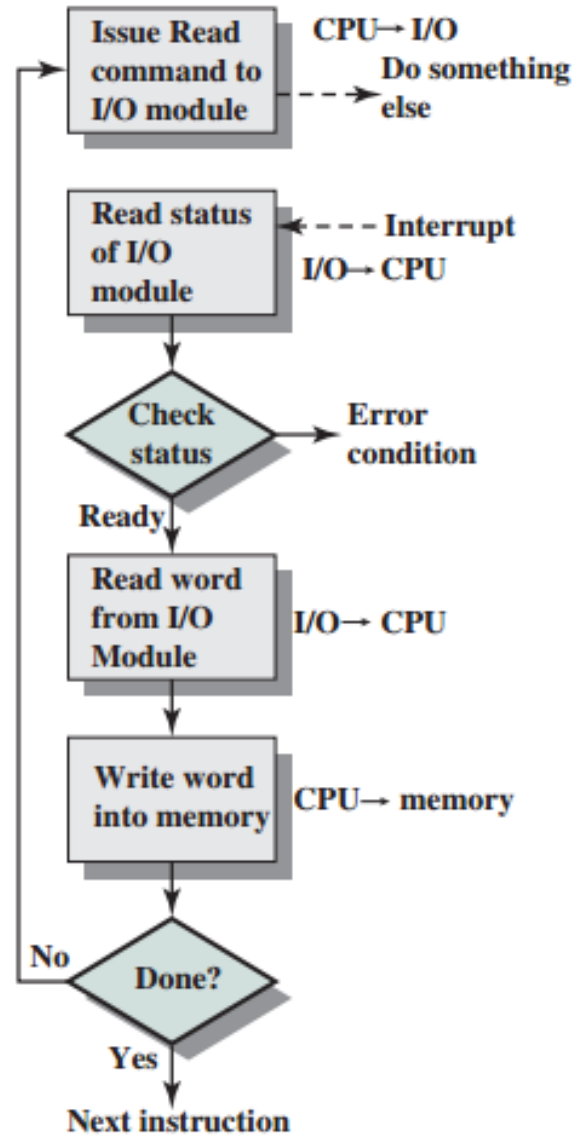 Issue Read
command to
I/O module
CPU→ I/O
Do something
else
Read status
of I/O
module
Interrupt
I/O→ CPU
Check
status
Error
condition
Ready
Read word
from I/O
Module
I/O→ CPU
Write word
into memory
CPU→ memory
No
Done?
Yes
Next instruction